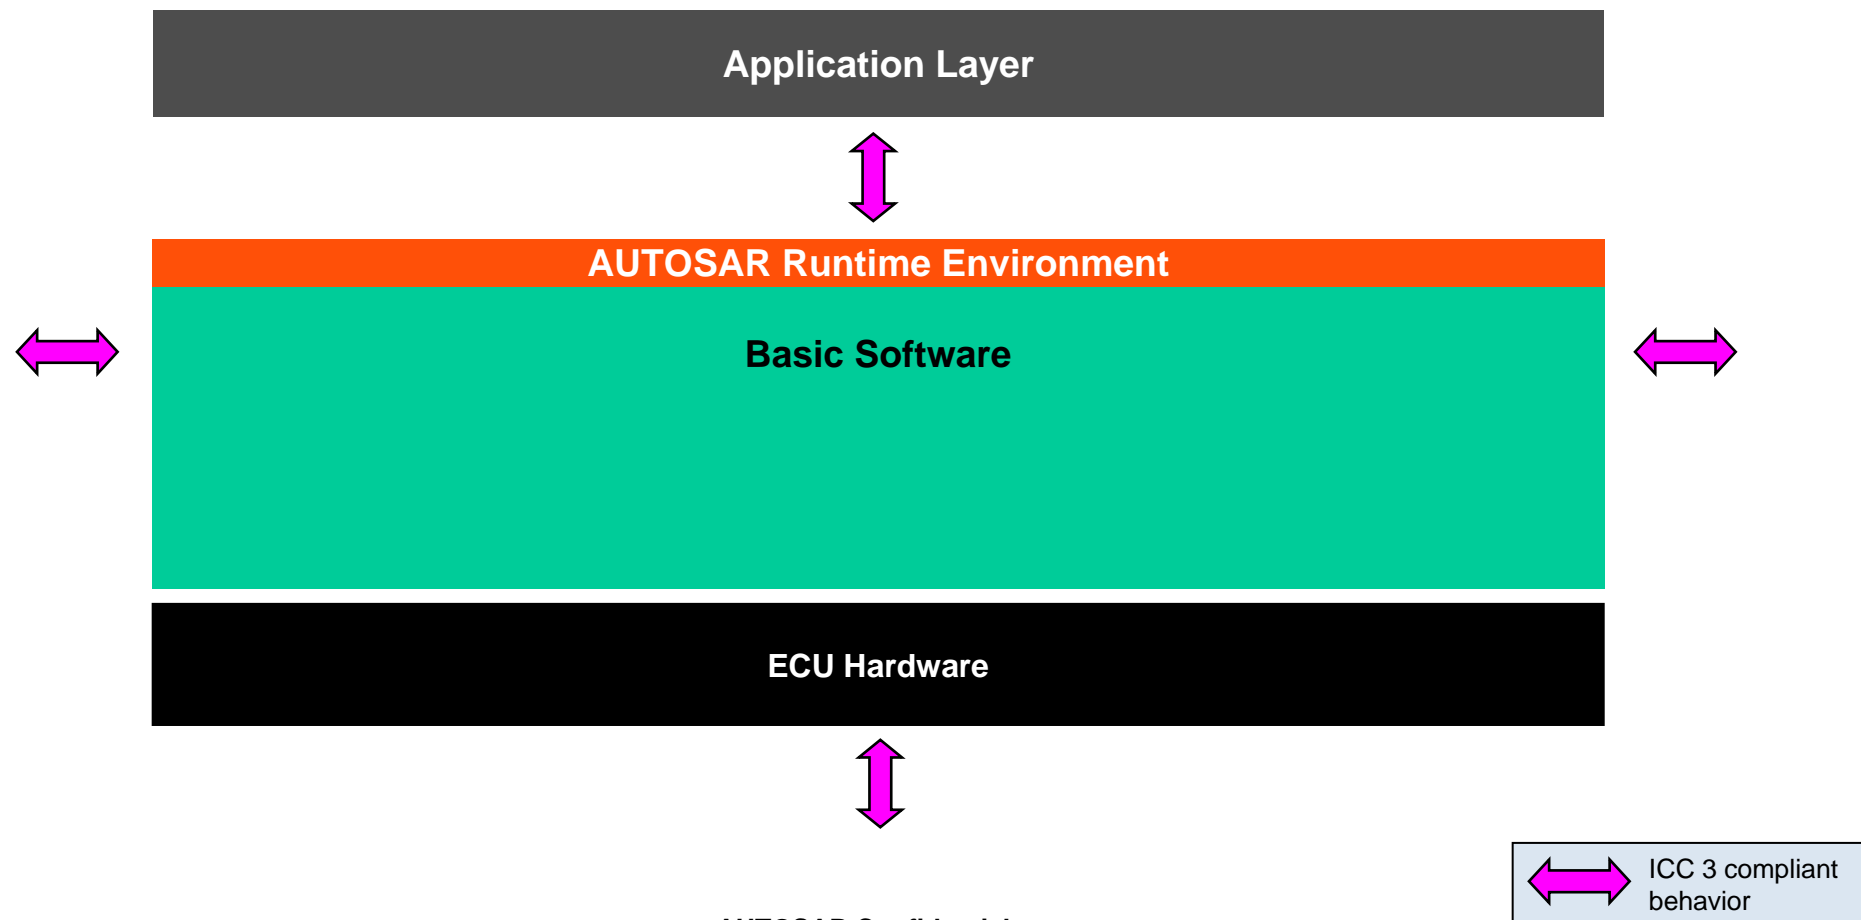 Application Layer
AUTOSAR Runtime Environment
Basic Software
ECU Hardware
ICC 3 compliant
behavior